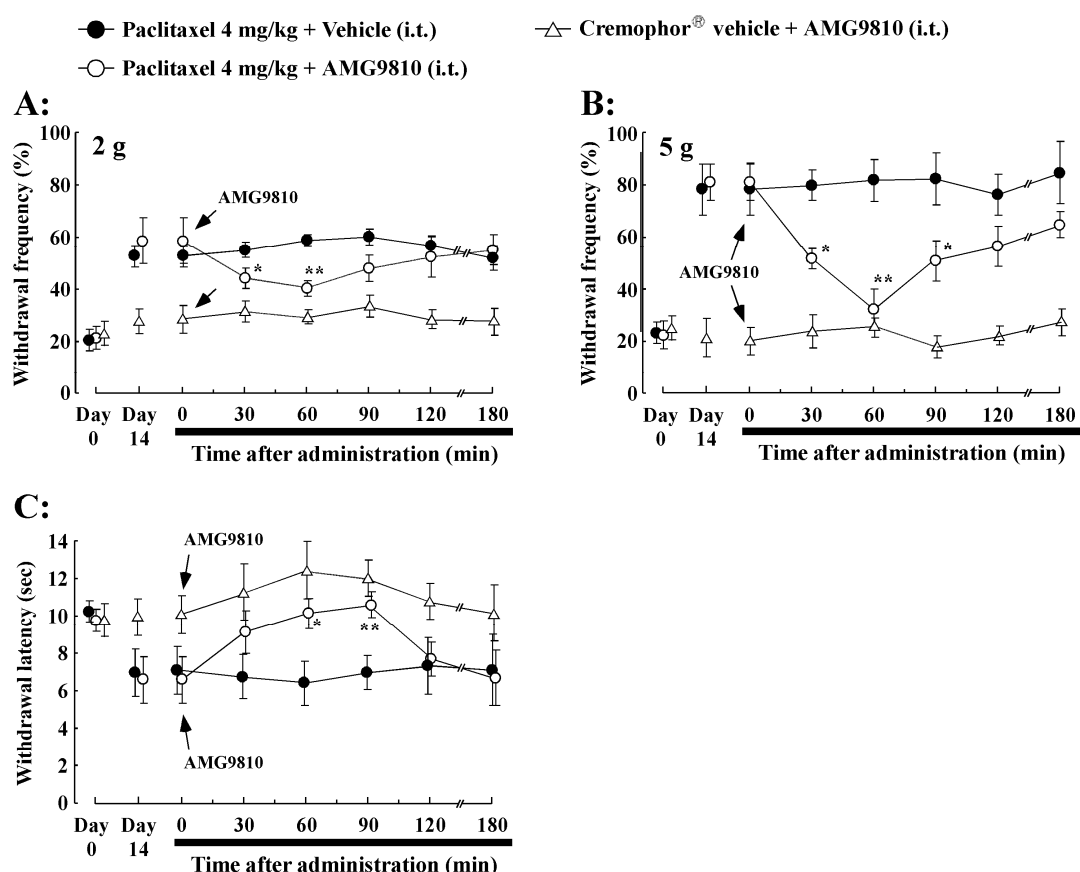 Paclitaxel 4 mg/kg + Vehicle (i.t.)
Cremophor® vehicle + AMG9810 (i.t.)
Paclitaxel 4 mg/kg + AMG9810 (i.t.)
A:
2 g
Withdrawal frequency (%)
100
80
60
40
20
0
AMG9810
*
**
Day 0
Day 14
0 30 60 90 120 180
Time after administration (min)
B:
5 g
Withdrawal frequency (%)
100
80
60
40
20
0
AMG9810
*
**
*
Day 0
Day 14
0 30 60 90 120 180
Time after administration (min)
C:
Withdrawal latency (sec)
14
12
10
8
6
4
2
0
AMG9810
*
**
AMG9810
Day 0
Day 14
0 30 60 90 120 180
Time after administration (min)